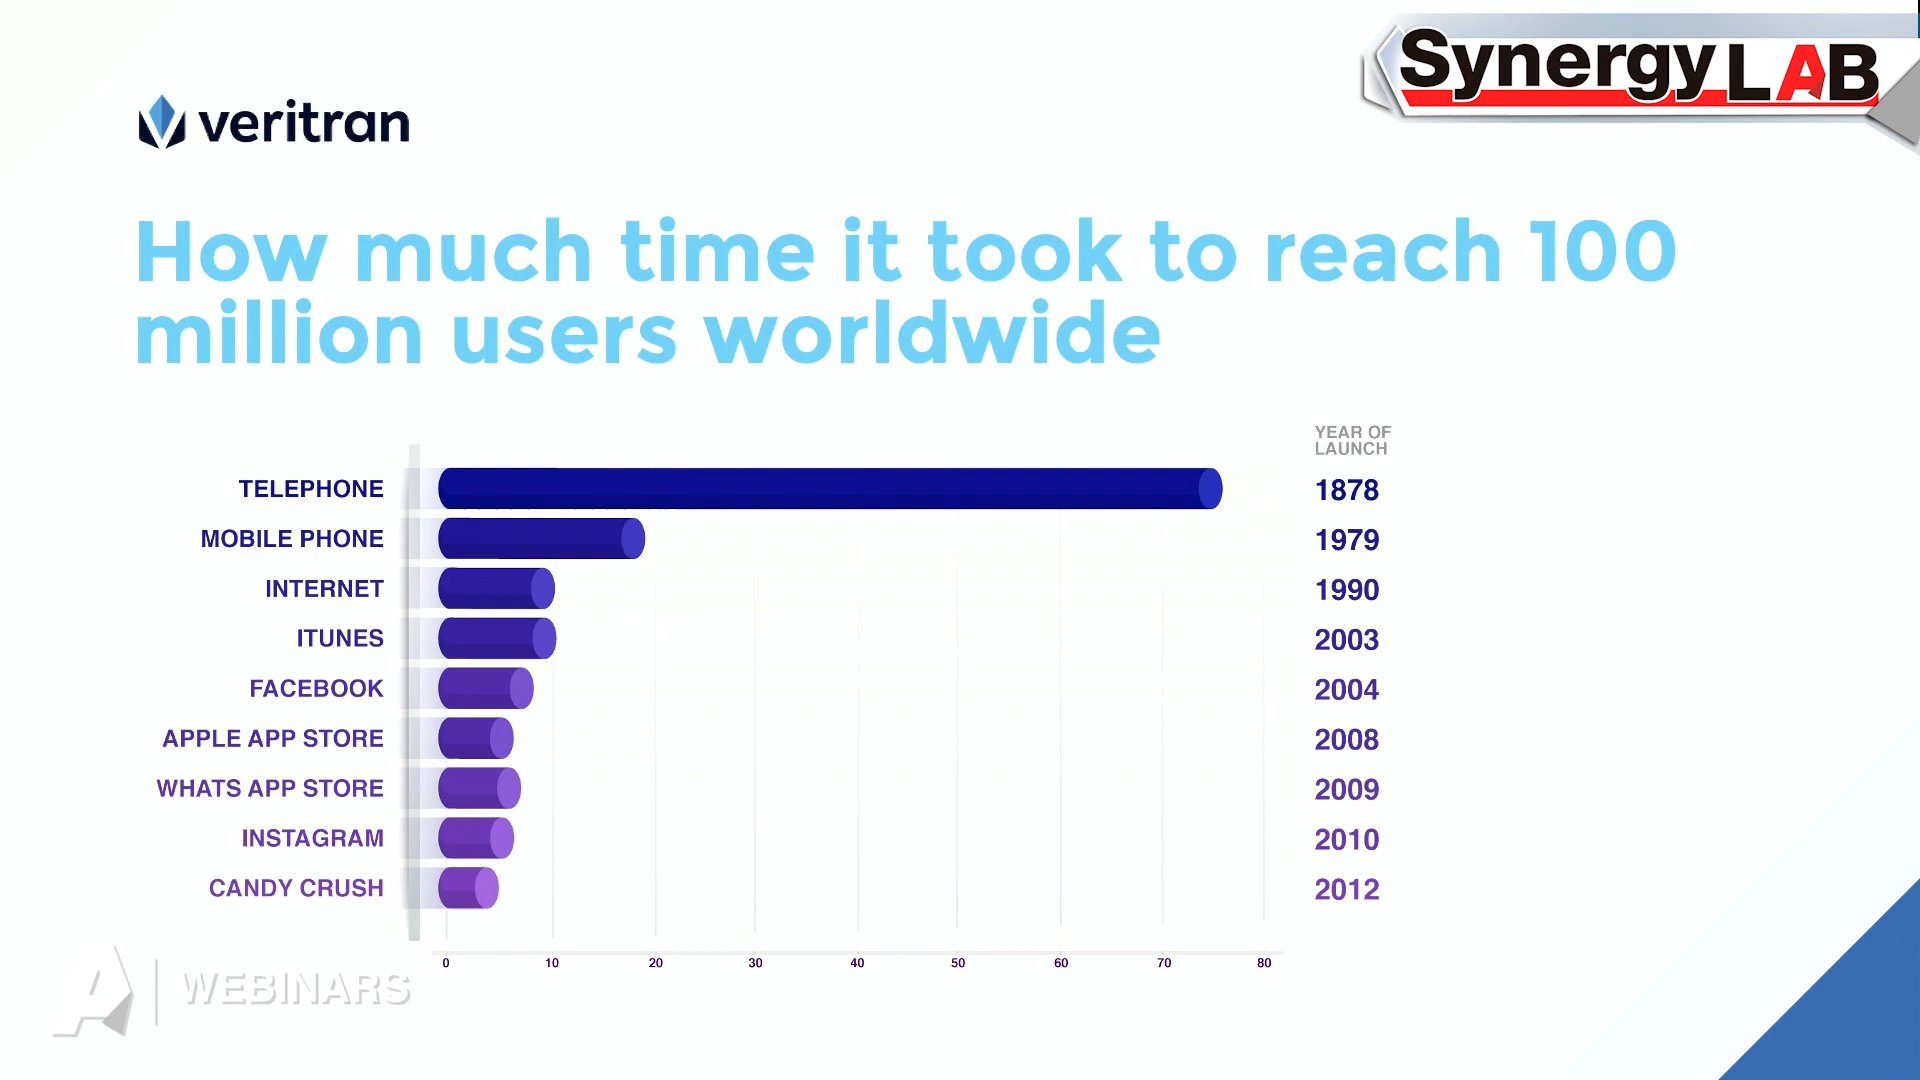 SynergyLAB
veritran
How much time it took to reach 100
million users worldwide
YEAR OF
LAUNCH
TELEPHONE 1878
MOBILE PHONE 1979
INTERNET 1990
ITUNES 2003
FACEBOOK 2004
APPLE APP STORE 2008
WHATS APP STORE 2009
INSTAGRAM 2010
CANDY CRUSH 2012
0 10 20 30 40 50 60 70 80
A | WEBINARS